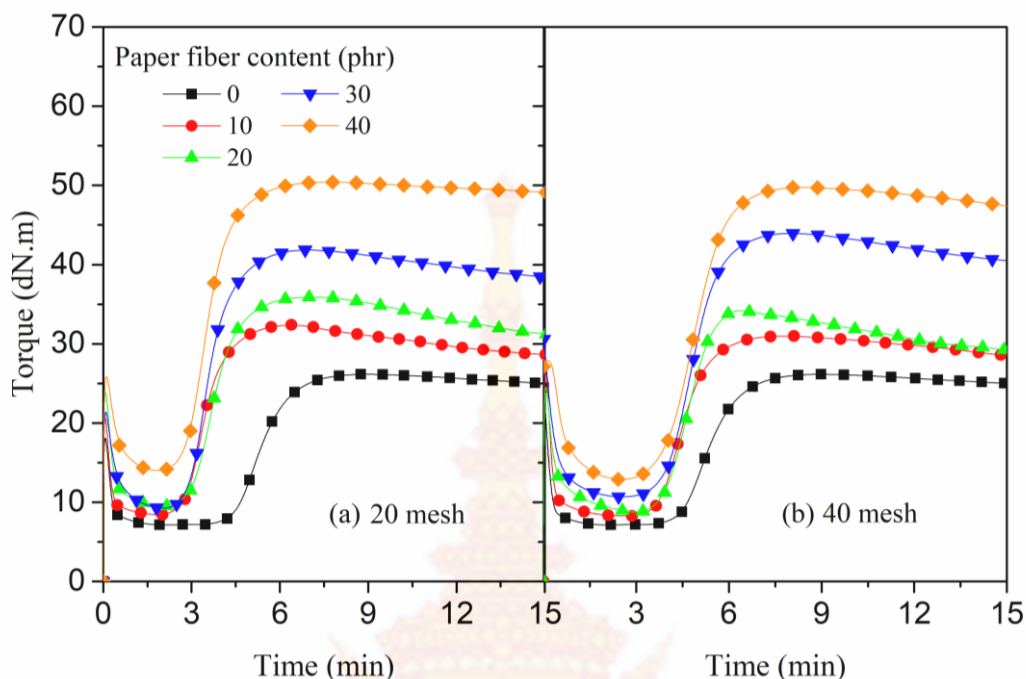 70
60
50
40
30
20
10
0
Torque (dN.m)
Paper fiber content (phr)
0 30
10 40
20
(a) 20 mesh
(b) 40 mesh
0 3 6 9 12 15 3 6 9 12 15
Time (min) Time (min)